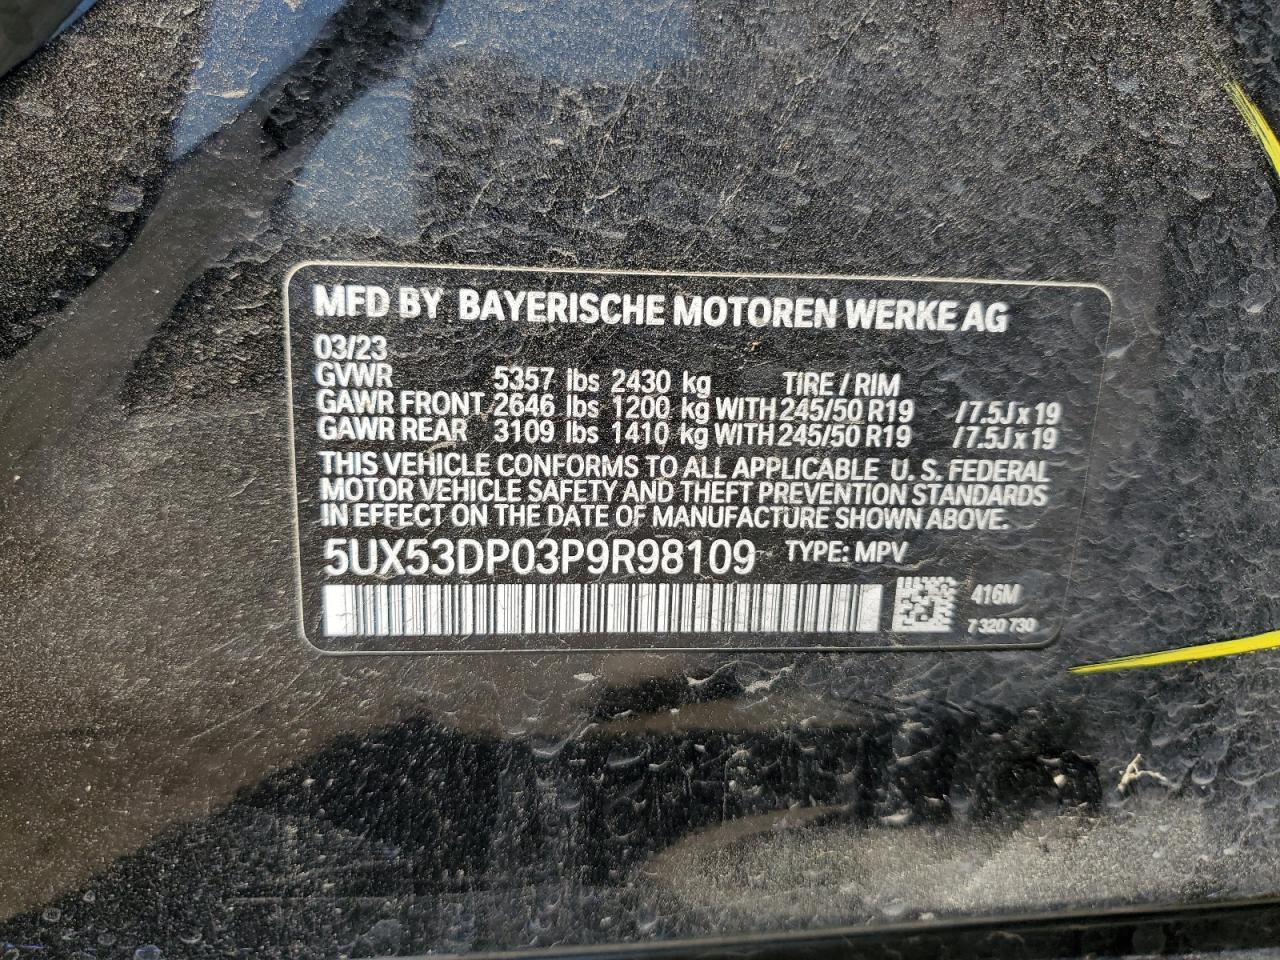 MFD BY BAYERISCHE MOTOREN WERKE AG
03/23
GVWR 5357 lbs 2430 kg TIRE / RIM
GAWR FRONT 2646 lbs 1200 kg WITH 245/50 R19 /7.5J x 19
GAWR REAR 3109 lbs 1410 kg WITH 245/50 R19 /7.5J x 19
THIS VEHICLE CONFORMS TO ALL APPLICABLE U. S. FEDERAL
MOTOR VEHICLE SAFETY AND THEFT PREVENTION STANDARDS
IN EFFECT ON THE DATE OF MANUFACTURE SHOWN ABOVE.
5UX53DP03P9R98109 TYPE: MPV
416M
7 320 730